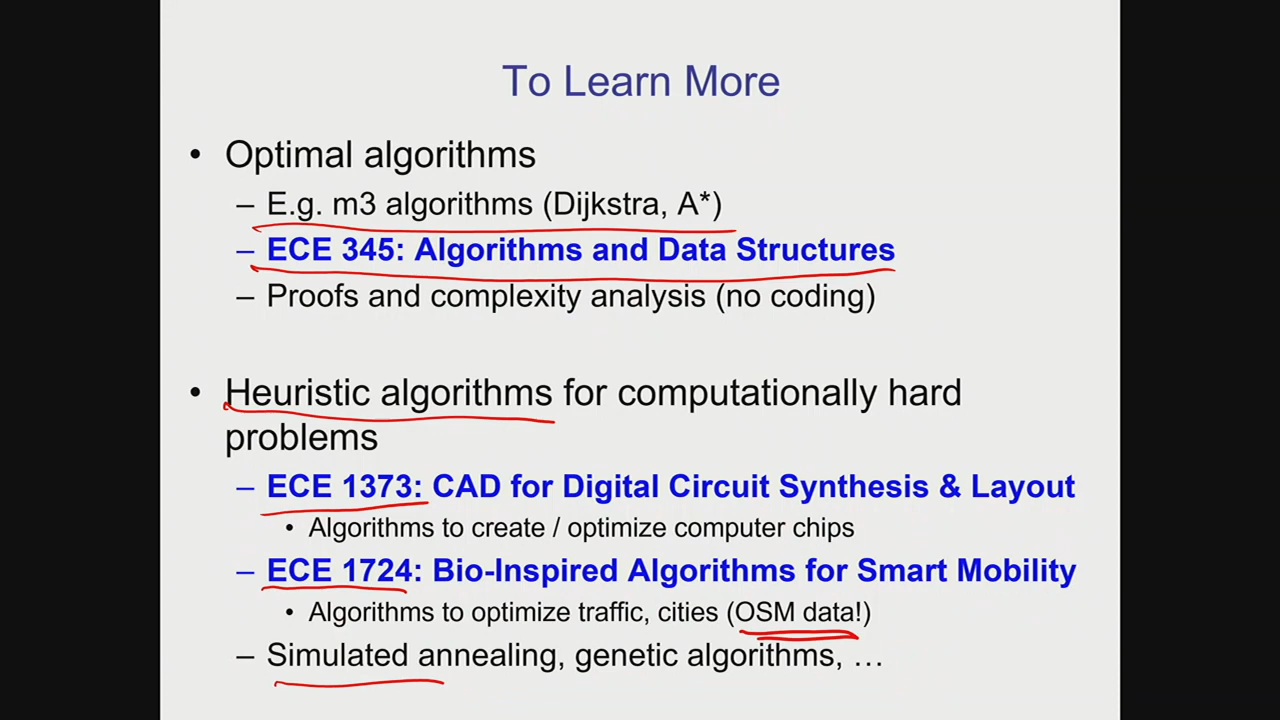 To Learn More
• Optimal algorithms
– E.g. m3 algorithms (Dijkstra, A*)
– ECE 345: Algorithms and Data Structures
– Proofs and complexity analysis (no coding)
• Heuristic algorithms for computationally hard
problems
– ECE 1373: CAD for Digital Circuit Synthesis & Layout
• Algorithms to create / optimize computer chips
– ECE 1724: Bio-Inspired Algorithms for Smart Mobility
• Algorithms to optimize traffic, cities (OSM data!)
– Simulated annealing, genetic algorithms, …